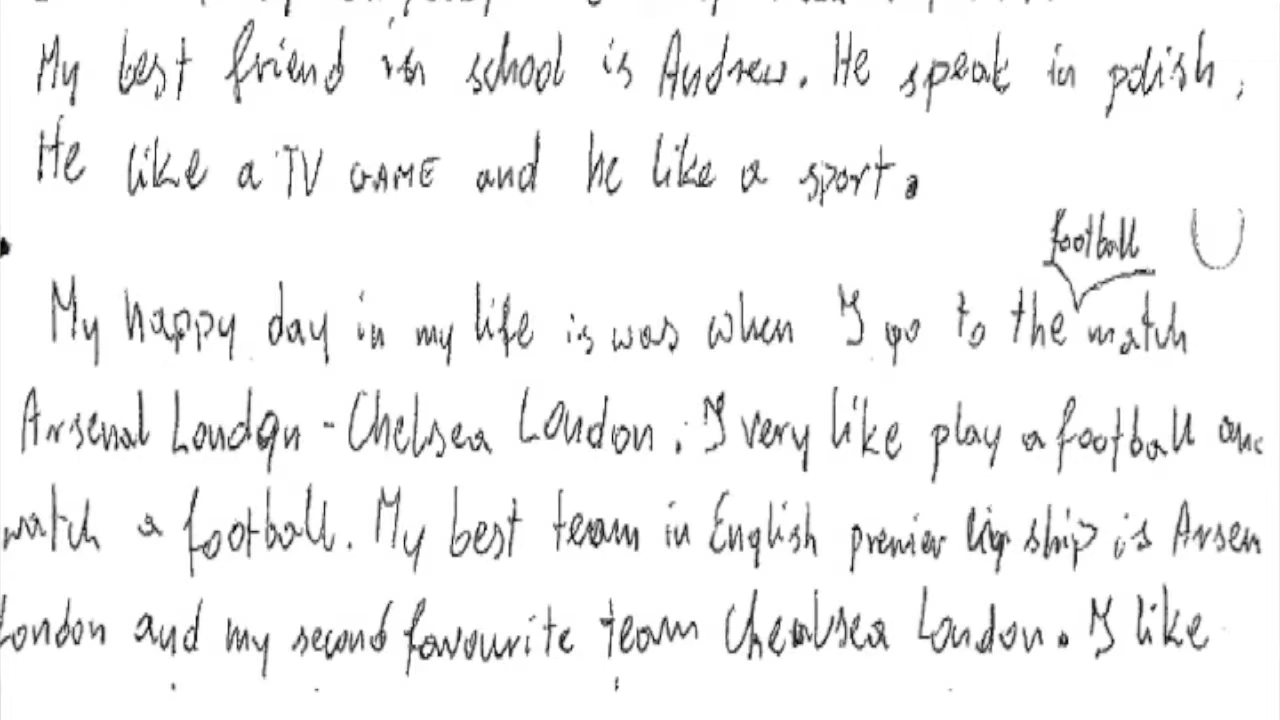 My best friend in school is Andrew. He speak in polish,
He like a TV GAME and he like a sport.
football
My happy day in my life is was when I go to the match
Arsenal London - Chelsea London. I very like play a football
watch a football. My best team in English premier lig ship is Arsen
London and my second favourite team Chealsea London. I like